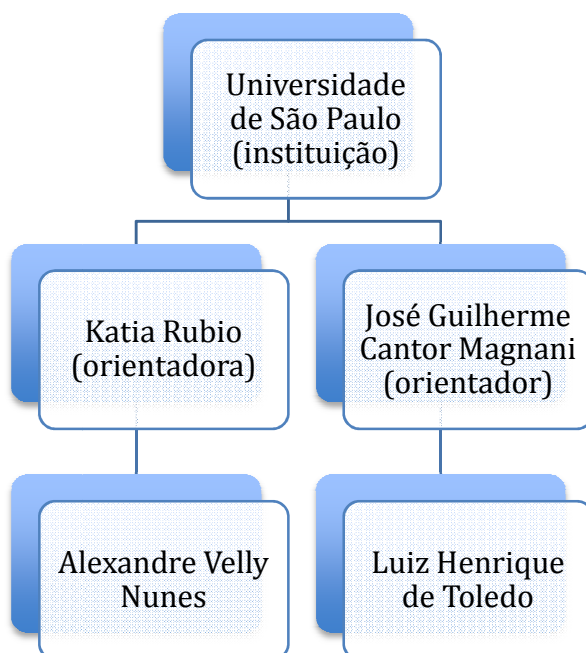 Universidade
de São Paulo
(instituição)
Katia Rubio
(orientadora)
José Guilherme
Cantor Magnani
(orientador)
Alexandre Velly
Nunes
Luiz Henrique
de Toledo